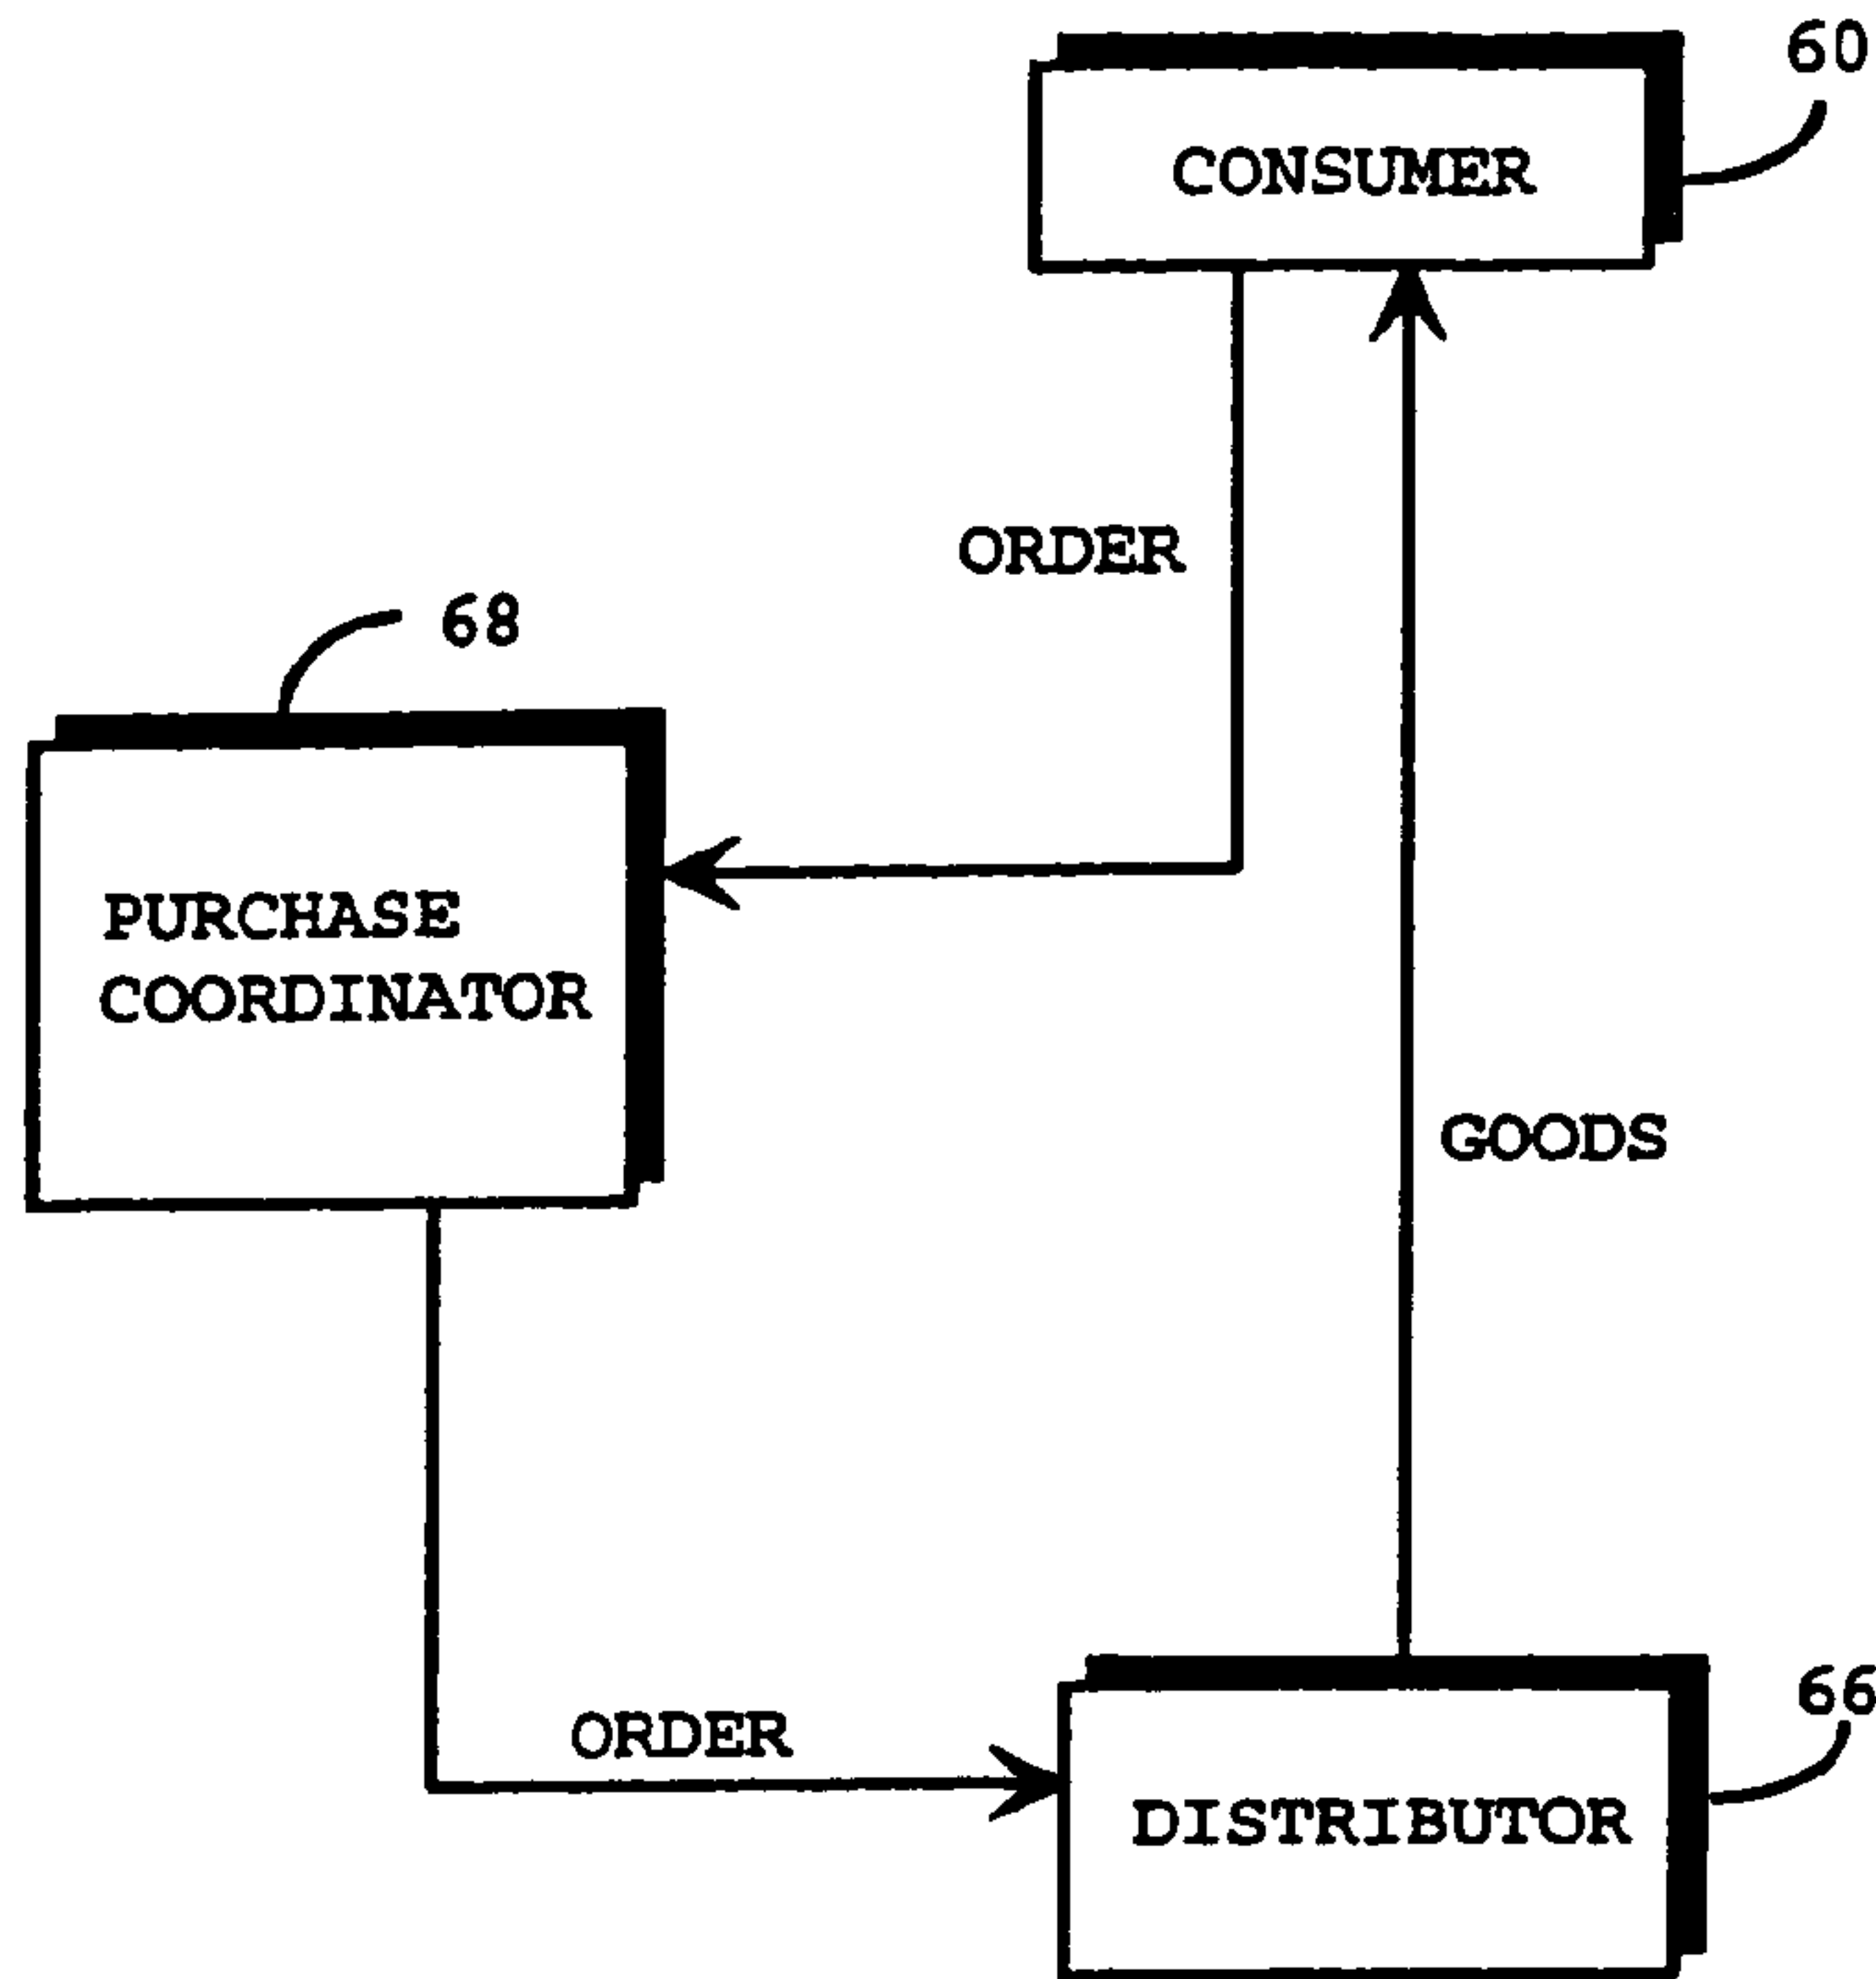 60
CONSUMER
ORDER
68
PURCHASE
COORDINATOR
GOODS
ORDER
66
DISTRIBUTOR